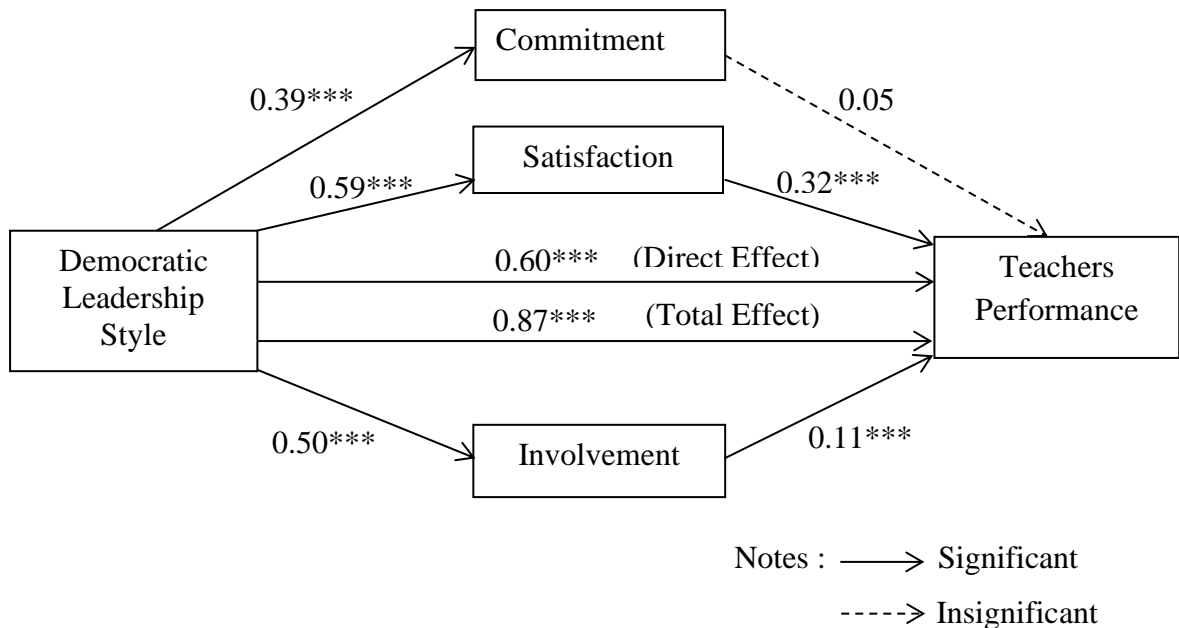 Commitment
0.39***
0.05
Satisfaction
0.59***
0.32***
Democratic
Leadership
Style
0.60*** (Direct Effect)
0.87*** (Total Effect)
Teachers
Performance
0.50***
Involvement
0.11***
Notes : Significant
Insignificant